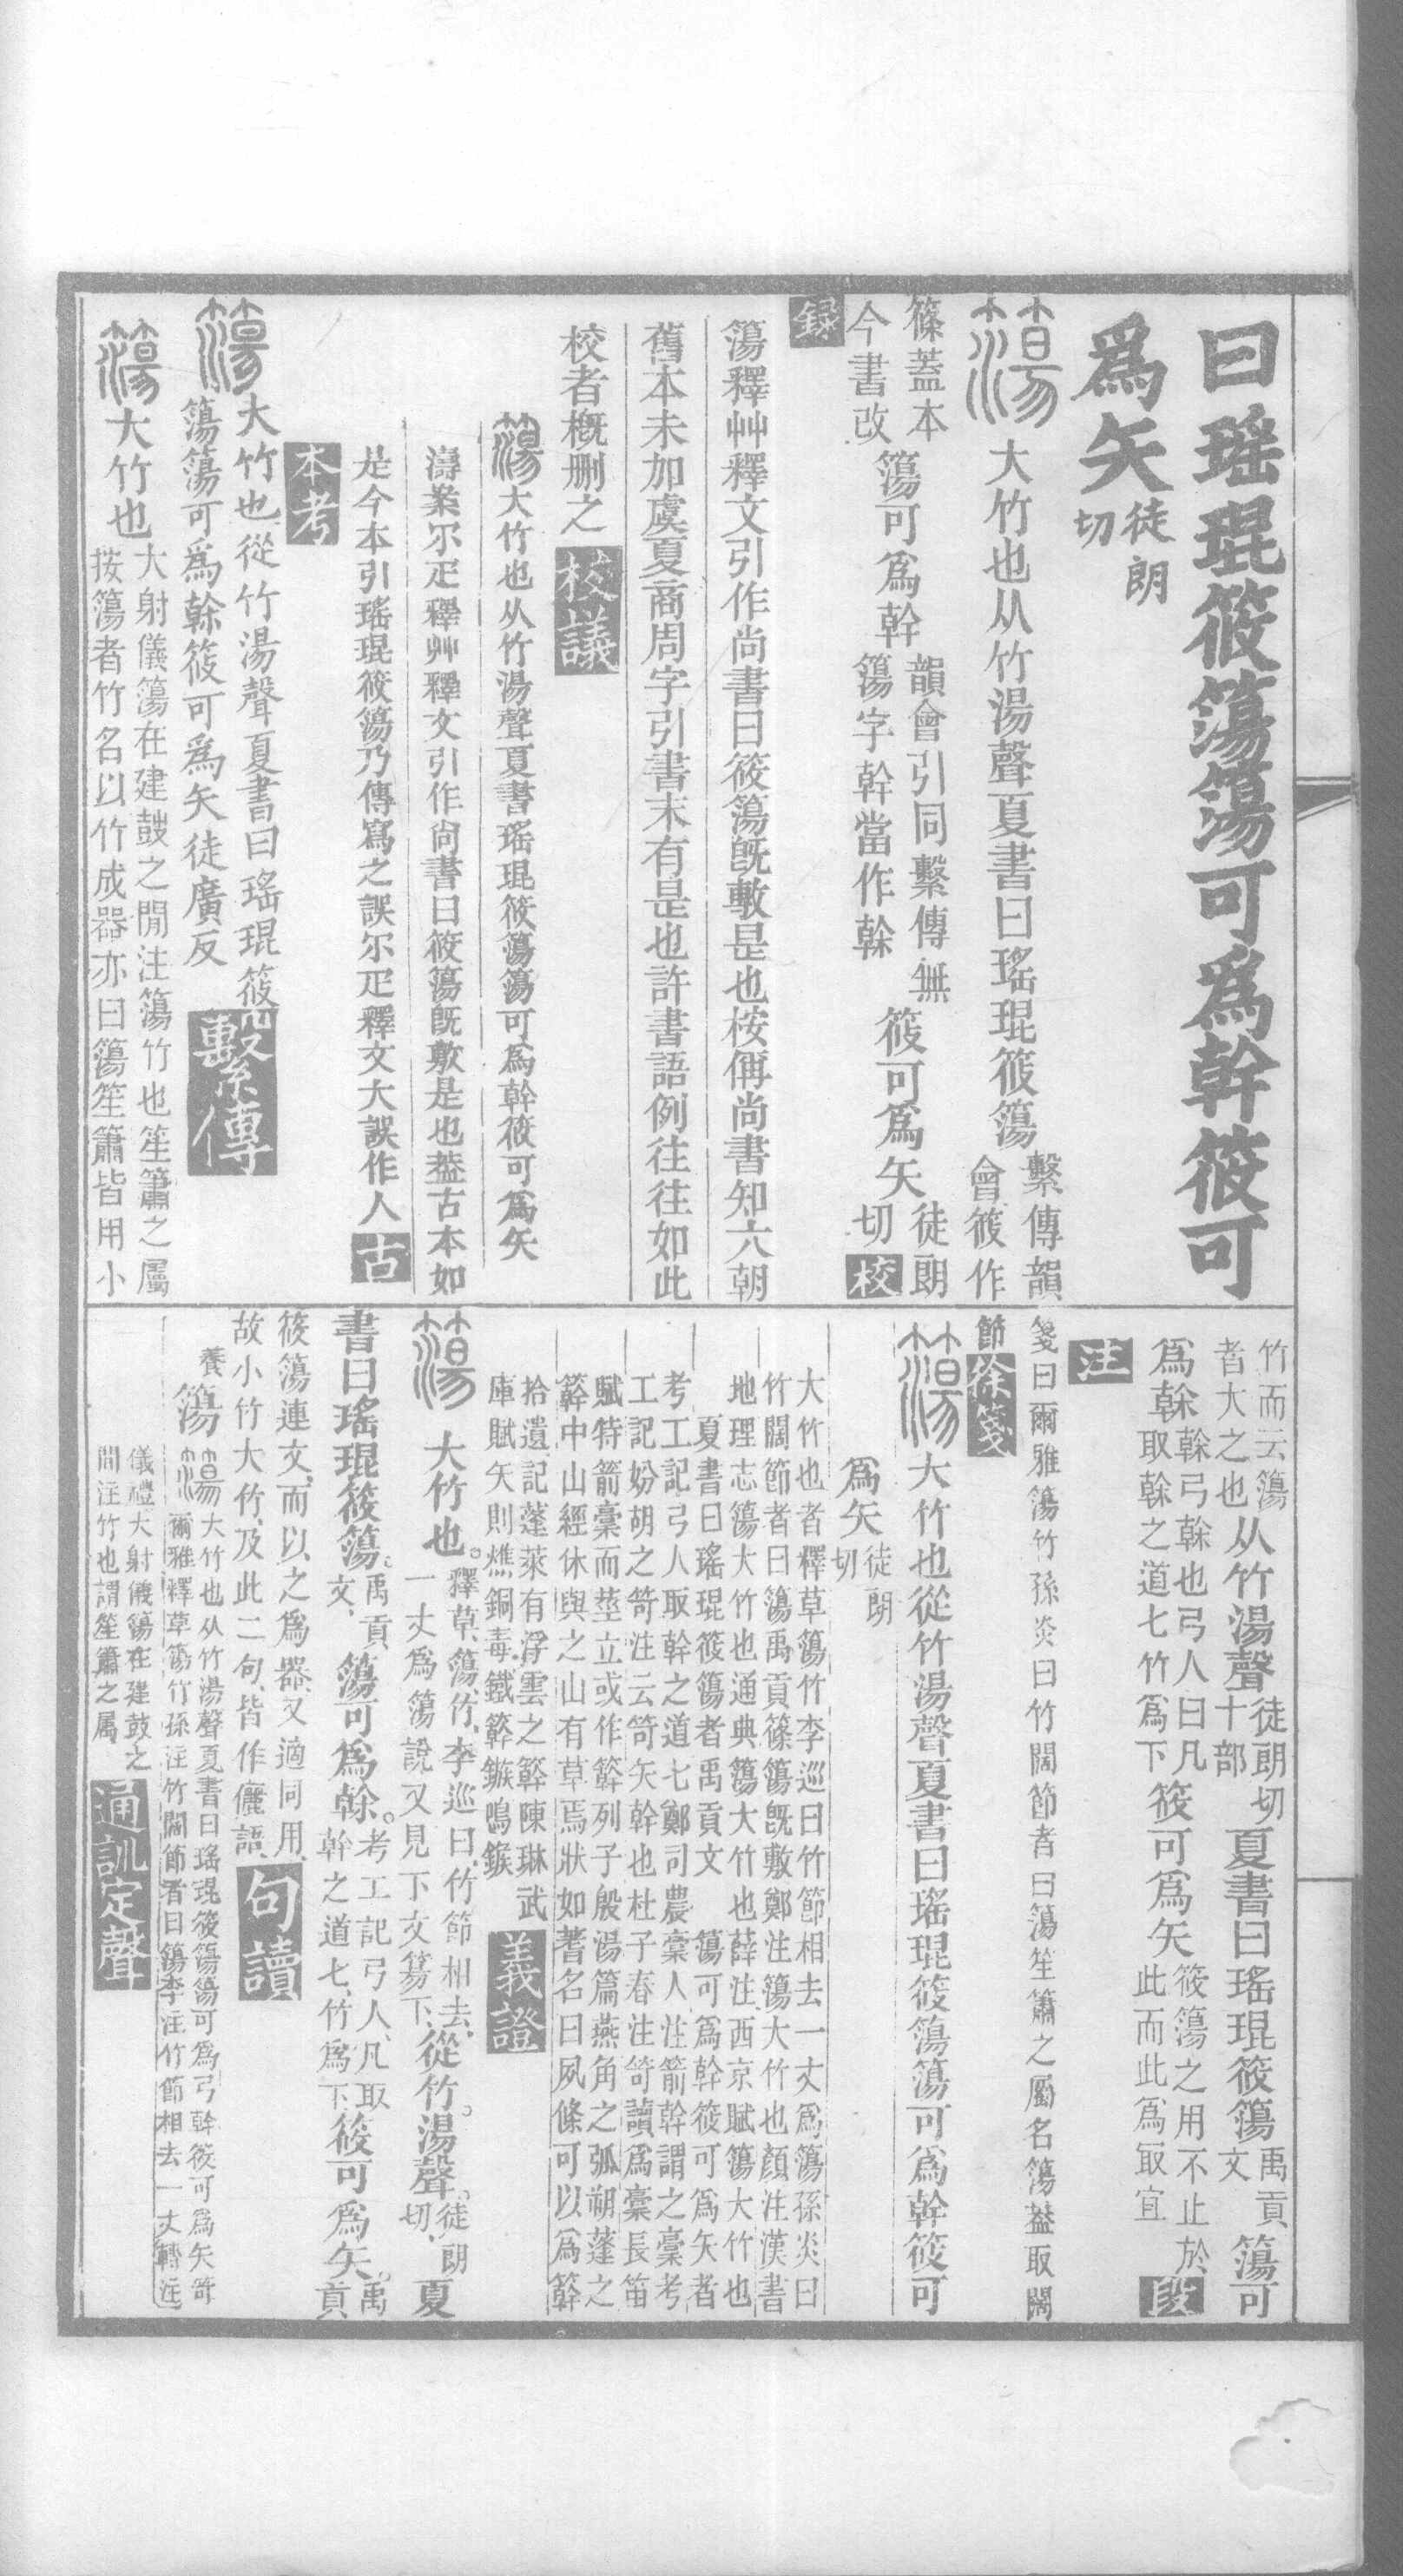 曰瑤琨筱簜簜可爲幹筱可
爲矢徒朗切
簜大竹也从竹湯聲夏書曰瑤琨筱簜繫傳韻會筱作
篠蓋本今書改簜可爲幹韻會引同繫傳無簜字幹當作榦筱可爲矢徒朗切校
録
簜釋艸釋文引作尚書曰筱簜旣敷是也桉偁尚書知六朝
舊本未加虞夏商周字引書末有是也許書語例往往如此
校者槪刪之校議
簜大竹也从竹湯聲夏書瑤琨筱簜簜可爲幹筱可爲矢
濤案尒疋釋艸釋文引作尙書曰筱簜旣敷是也葢古本如
是今本引瑤琨筱簜乃傳寫之誤尒疋釋文大誤作人古
本考
簜大竹也從竹湯聲夏書曰瑤琨筱
簜簜可爲榦筱可爲矢徒廣反繫傳
簜大竹也大射儀簜在建鼓之閒注簜竹也笙簫之屬
按簜者竹名以竹成器亦曰簜笙簫皆用小
竹而云簜者大之也从竹湯聲徒朗切十部夏書曰瑤琨筱簜禹貢文簜可
爲榦榦弓榦也弓人曰凡取榦之道七竹爲下筱可爲矢筱簜之用不止於此而此爲取宜段
注
箋曰爾雅簜竹孫炎曰竹闊節者曰簜笙簫之屬名簜葢取闊
節徐箋
簜大竹也從竹湯聲夏書曰瑤琨筱簜簜可爲幹筱可
爲矢徒朗切
大竹也者釋草簜竹李巡曰竹節相去一丈爲簜孫炎曰
竹闊節者曰簜禹貢篠簜旣敷鄭注簜大竹也顏注漢書
地理志簜大竹也通典簜大竹也薛注西京賦簜大竹也
夏書曰瑤琨筱簜者禹貢文　簜可爲幹筱可爲矢者
考工記弓人取幹之道七鄭司農槀人注箭幹謂之槀考
工記妢胡之笴注云笴矢幹也杜子春注笴讀爲槀長笛
賦特箭槀而莖立或作簳列子殷湯篇燕角之弧朔蓬之
簳中山經休與之山有草焉狀如蓍名曰夙條可以爲簳
拾遺記蓬萊有浮雲之簳陳琳武
庫賦矢則燋銅毒鐵簳鏃鳴鍭義證
簜大竹也。釋草、簜竹、李巡曰、竹節相去、一丈爲簜、說又見下文簜下、從竹。湯聲。徒朗切、夏
書曰瑤琨筱簜。禹貢文、簜可爲榦。考工記弓人、凡取幹之道七、竹爲下、筱可爲矢。禹貢
筱簜連文、而以之爲器、又適同用、
故小竹大竹、及此二句、皆作儷語、句讀
養簜簜大竹也从竹湯聲夏書曰瑤琨筱簜簜可爲弓幹筱可爲矢笴
爾雅釋草簜竹孫注竹闊節者曰簜李注竹節相去一丈轉注
儀禮大射儀簜在建鼓之
間注竹也謂笙簫之屬通訓定聲